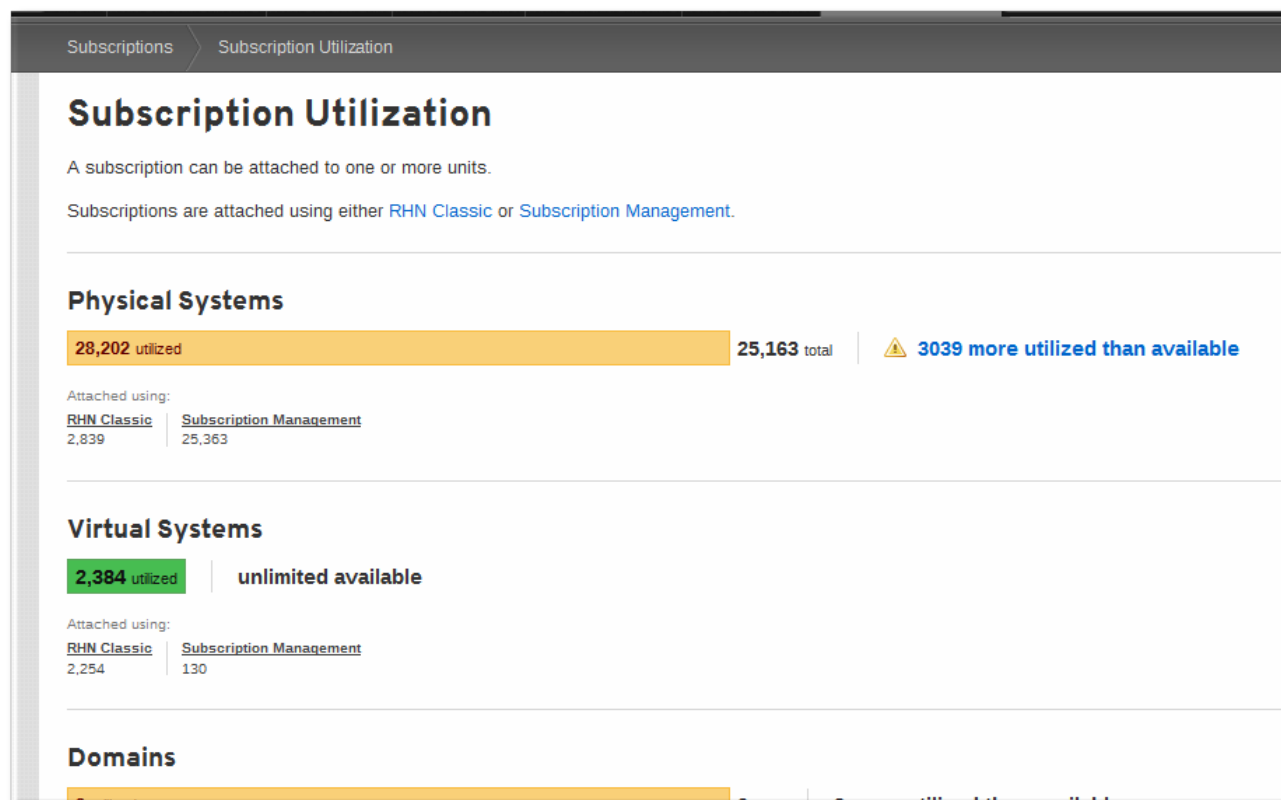 Subscriptions Subscription Utilization
Subscription Utilization
A subscription can be attached to one or more units.
Subscriptions are attached using either RHN Classic or Subscription Management.
Physical Systems
28,202 utilized 25,163 total 3039 more utilized than available
Attached using:
RHN Classic Subscription Management
2,839 25,363
Virtual Systems
2,384 utilized unlimited available
Attached using:
RHN Classic Subscription Management
2,254 130
Domains